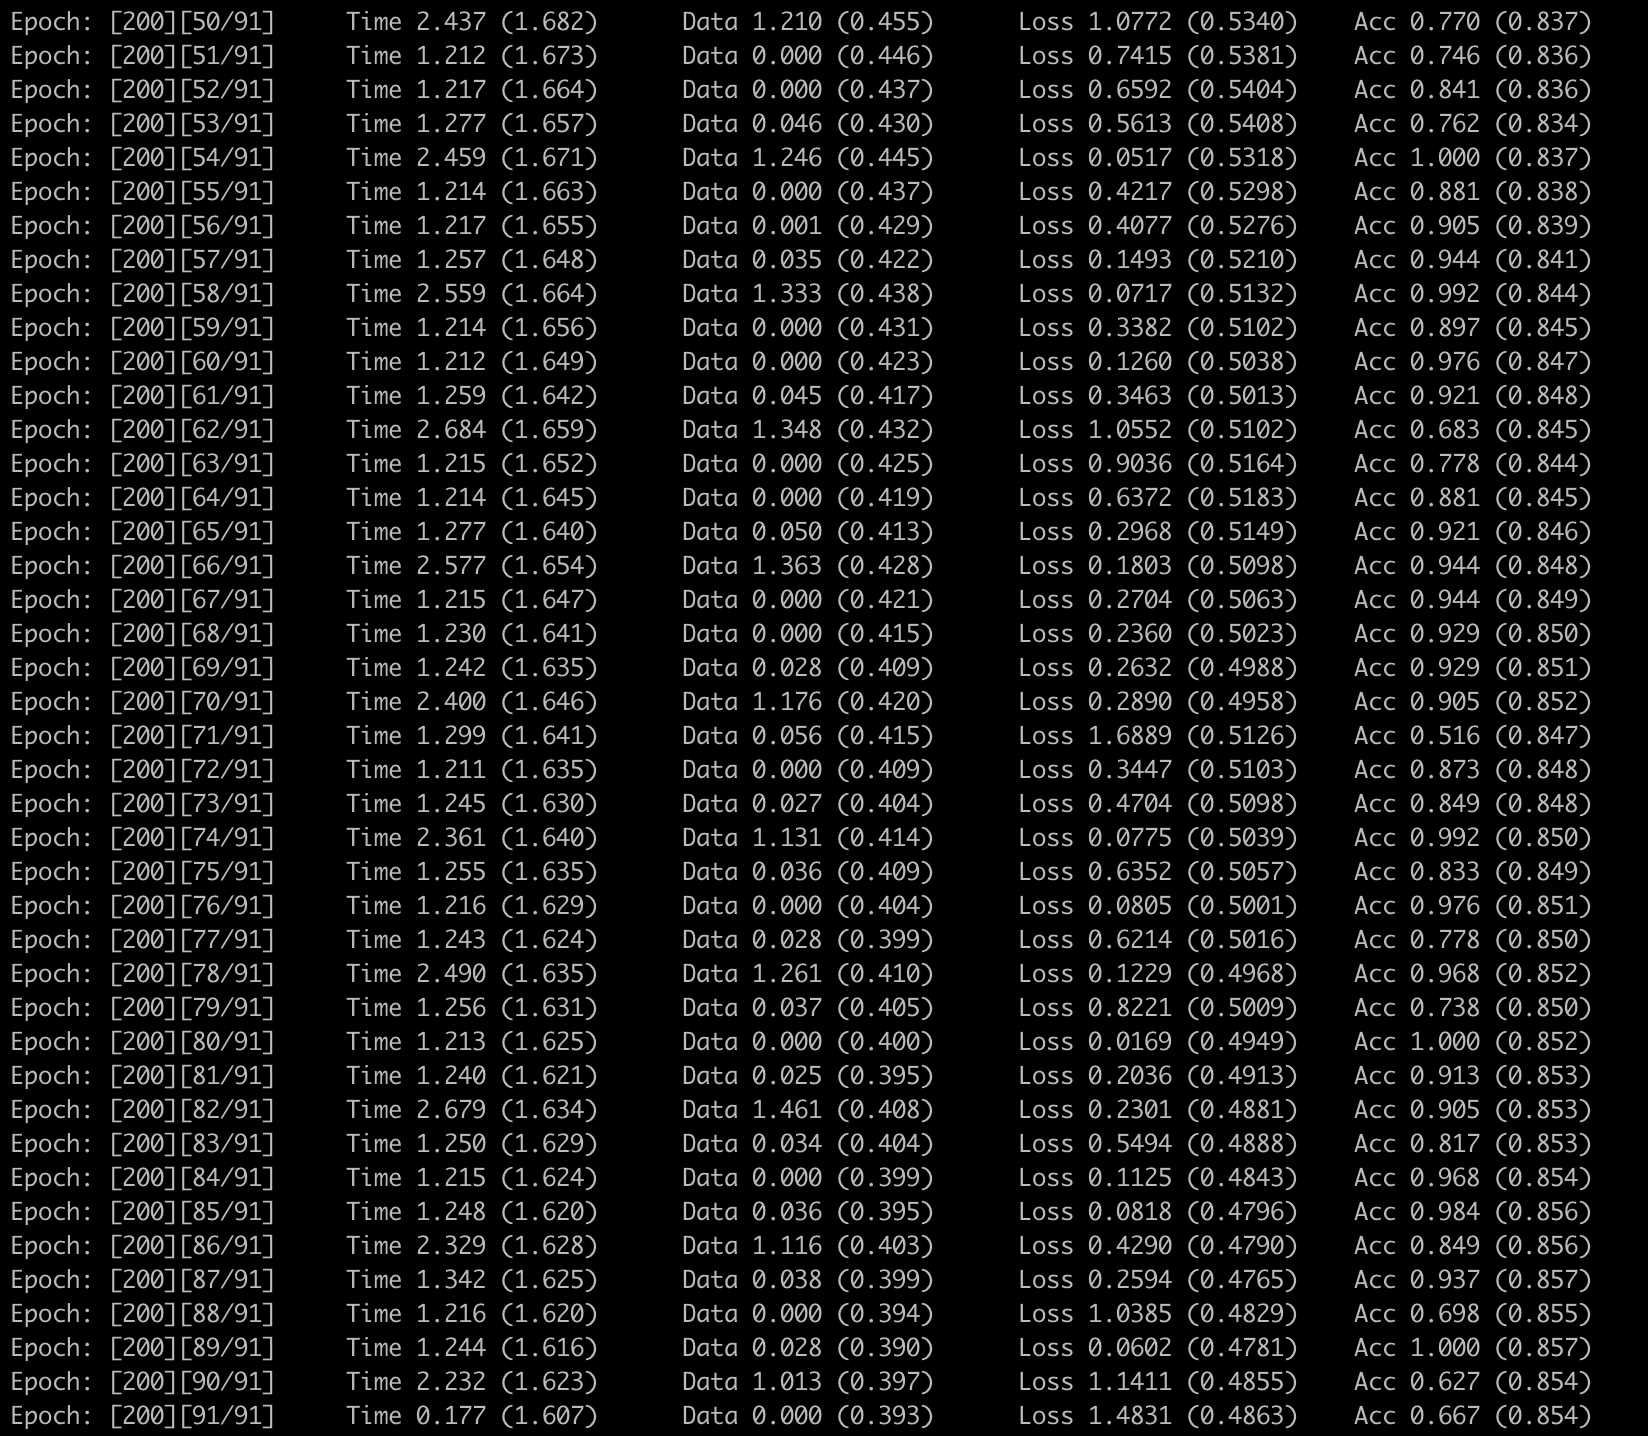 Epoch: [200][50/91] Time 2.437 (1.682) Data 1.210 (0.455) Loss 1.0772 (0.5340) Acc 0.770 (0.837)
Epoch: [200][51/91] Time 1.212 (1.673) Data 0.000 (0.446) Loss 0.7415 (0.5381) Acc 0.746 (0.836)
Epoch: [200][52/91] Time 1.217 (1.664) Data 0.000 (0.437) Loss 0.6592 (0.5404) Acc 0.841 (0.836)
Epoch: [200][53/91] Time 1.277 (1.657) Data 0.046 (0.430) Loss 0.5613 (0.5408) Acc 0.762 (0.834)
Epoch: [200][54/91] Time 2.459 (1.671) Data 1.246 (0.445) Loss 0.0517 (0.5318) Acc 1.000 (0.837)
Epoch: [200][55/91] Time 1.214 (1.663) Data 0.000 (0.437) Loss 0.4217 (0.5298) Acc 0.881 (0.838)
Epoch: [200][56/91] Time 1.217 (1.655) Data 0.001 (0.429) Loss 0.4077 (0.5276) Acc 0.905 (0.839)
Epoch: [200][57/91] Time 1.257 (1.648) Data 0.035 (0.422) Loss 0.1493 (0.5210) Acc 0.944 (0.841)
Epoch: [200][58/91] Time 2.559 (1.664) Data 1.333 (0.438) Loss 0.0717 (0.5132) Acc 0.992 (0.844)
Epoch: [200][59/91] Time 1.214 (1.656) Data 0.000 (0.431) Loss 0.3382 (0.5102) Acc 0.897 (0.845)
Epoch: [200][60/91] Time 1.212 (1.649) Data 0.000 (0.423) Loss 0.1260 (0.5038) Acc 0.976 (0.847)
Epoch: [200][61/91] Time 1.259 (1.642) Data 0.045 (0.417) Loss 0.3463 (0.5013) Acc 0.921 (0.848)
Epoch: [200][62/91] Time 2.684 (1.659) Data 1.348 (0.432) Loss 1.0552 (0.5102) Acc 0.683 (0.845)
Epoch: [200][63/91] Time 1.215 (1.652) Data 0.000 (0.425) Loss 0.9036 (0.5164) Acc 0.778 (0.844)
Epoch: [200][64/91] Time 1.214 (1.645) Data 0.000 (0.419) Loss 0.6372 (0.5183) Acc 0.881 (0.845)
Epoch: [200][65/91] Time 1.277 (1.640) Data 0.050 (0.413) Loss 0.2968 (0.5149) Acc 0.921 (0.846)
Epoch: [200][66/91] Time 2.577 (1.654) Data 1.363 (0.428) Loss 0.1803 (0.5098) Acc 0.944 (0.848)
Epoch: [200][67/91] Time 1.215 (1.647) Data 0.000 (0.421) Loss 0.2704 (0.5063) Acc 0.944 (0.849)
Epoch: [200][68/91] Time 1.230 (1.641) Data 0.000 (0.415) Loss 0.2360 (0.5023) Acc 0.929 (0.850)
Epoch: [200][69/91] Time 1.242 (1.635) Data 0.028 (0.409) Loss 0.2632 (0.4988) Acc 0.929 (0.851)
Epoch: [200][70/91] Time 2.400 (1.646) Data 1.176 (0.420) Loss 0.2890 (0.4958) Acc 0.905 (0.852)
Epoch: [200][71/91] Time 1.299 (1.641) Data 0.056 (0.415) Loss 1.6889 (0.5126) Acc 0.516 (0.847)
Epoch: [200][72/91] Time 1.211 (1.635) Data 0.000 (0.409) Loss 0.3447 (0.5103) Acc 0.873 (0.848)
Epoch: [200][73/91] Time 1.245 (1.630) Data 0.027 (0.404) Loss 0.4704 (0.5098) Acc 0.849 (0.848)
Epoch: [200][74/91] Time 2.361 (1.640) Data 1.131 (0.414) Loss 0.0775 (0.5039) Acc 0.992 (0.850)
Epoch: [200][75/91] Time 1.255 (1.635) Data 0.036 (0.409) Loss 0.6352 (0.5057) Acc 0.833 (0.849)
Epoch: [200][76/91] Time 1.216 (1.629) Data 0.000 (0.404) Loss 0.0805 (0.5001) Acc 0.976 (0.851)
Epoch: [200][77/91] Time 1.243 (1.624) Data 0.028 (0.399) Loss 0.6214 (0.5016) Acc 0.778 (0.850)
Epoch: [200][78/91] Time 2.490 (1.635) Data 1.261 (0.410) Loss 0.1229 (0.4968) Acc 0.968 (0.852)
Epoch: [200][79/91] Time 1.256 (1.631) Data 0.037 (0.405) Loss 0.8221 (0.5009) Acc 0.738 (0.850)
Epoch: [200][80/91] Time 1.213 (1.625) Data 0.000 (0.400) Loss 0.0169 (0.4949) Acc 1.000 (0.852)
Epoch: [200][81/91] Time 1.240 (1.621) Data 0.025 (0.395) Loss 0.2036 (0.4913) Acc 0.913 (0.853)
Epoch: [200][82/91] Time 2.679 (1.634) Data 1.461 (0.408) Loss 0.2301 (0.4881) Acc 0.905 (0.853)
Epoch: [200][83/91] Time 1.250 (1.629) Data 0.034 (0.404) Loss 0.5494 (0.4888) Acc 0.817 (0.853)
Epoch: [200][84/91] Time 1.215 (1.624) Data 0.000 (0.399) Loss 0.1125 (0.4843) Acc 0.968 (0.854)
Epoch: [200][85/91] Time 1.248 (1.620) Data 0.036 (0.395) Loss 0.0818 (0.4796) Acc 0.984 (0.856)
Epoch: [200][86/91] Time 2.329 (1.628) Data 1.116 (0.403) Loss 0.4290 (0.4790) Acc 0.849 (0.856)
Epoch: [200][87/91] Time 1.342 (1.625) Data 0.038 (0.399) Loss 0.2594 (0.4765) Acc 0.937 (0.857)
Epoch: [200][88/91] Time 1.216 (1.620) Data 0.000 (0.394) Loss 1.0385 (0.4829) Acc 0.698 (0.855)
Epoch: [200][89/91] Time 1.244 (1.616) Data 0.028 (0.390) Loss 0.0602 (0.4781) Acc 1.000 (0.857)
Epoch: [200][90/91] Time 2.232 (1.623) Data 1.013 (0.397) Loss 1.1411 (0.4855) Acc 0.627 (0.854)
Epoch: [200][91/91] Time 0.177 (1.607) Data 0.000 (0.393) Loss 1.4831 (0.4863) Acc 0.667 (0.854)